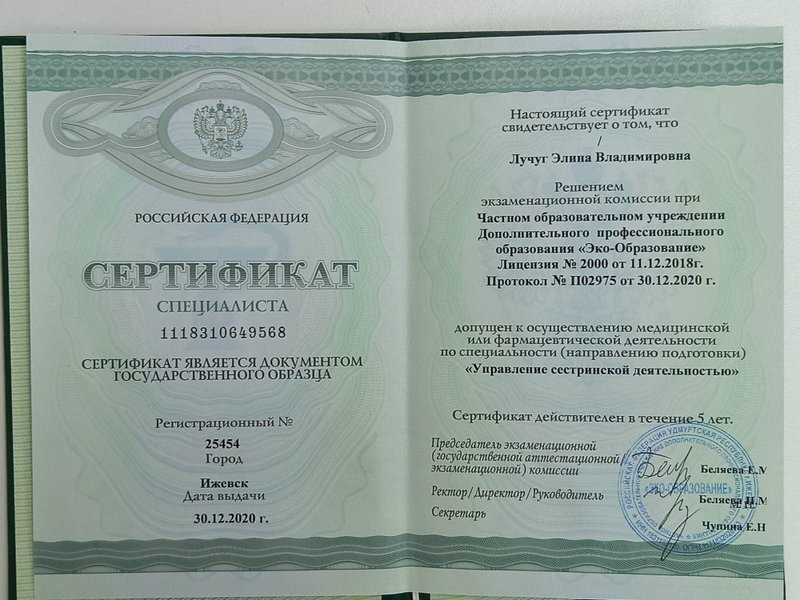 РОССИЙСКАЯ ФЕДЕРАЦИЯ
СЕРТИФИКАТ
СПЕЦИАЛИСТА
1118310649568
СЕРТИФИКАТ ЯВЛЯЕТСЯ ДОКУМЕНТОМ
ГОСУДАРСТВЕННОГО ОБРАЗЦА
Регистрационный №
25454
Город
Ижевск
Дата выдачи
30.12.2020 г.
Настоящий сертификат
свидетельствует о том, что
/
Лучуг Элина Владимировна
Решением
экзаменационной комиссии при
Частном образовательном учреждении
Дополнительного профессионального
образования «Эко-Образование»
Лицензия № 2000 от 11.12.2018г.
Протокол № П02975 от 30.12.2020 г.
допущен к осуществлению медицинской
или фармацевтической деятельности
по специальности (направлению подготовки)
«Управление сестринской деятельностью»
Сертификат действителен в течение 5 лет.
Председатель экзаменационной
(государственной аттестационной
экзаменационной) комиссии
Беляева Е.М
Ректор/Директор/Руководитель
Беляева Н.М
М.П.
Секретарь
Чупина Е.Н
«ЭКО-ОБРАЗОВАНИЕ»